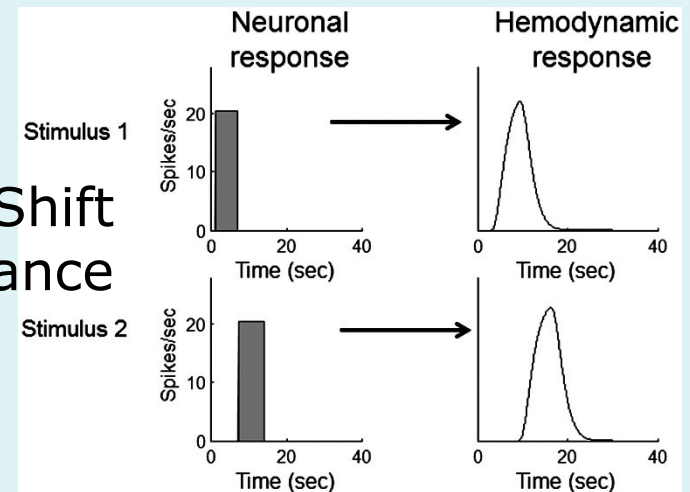 Neuronal response
Hemodynamic response
Stimulus 1
Spikes/sec
20
10
0
0 20 40
Time (sec)
0 20 40
Time (sec)
Shift
ance
Stimulus 2
Spikes/sec
20
10
0
0 20 40
Time (sec)
0 20 40
Time (sec)